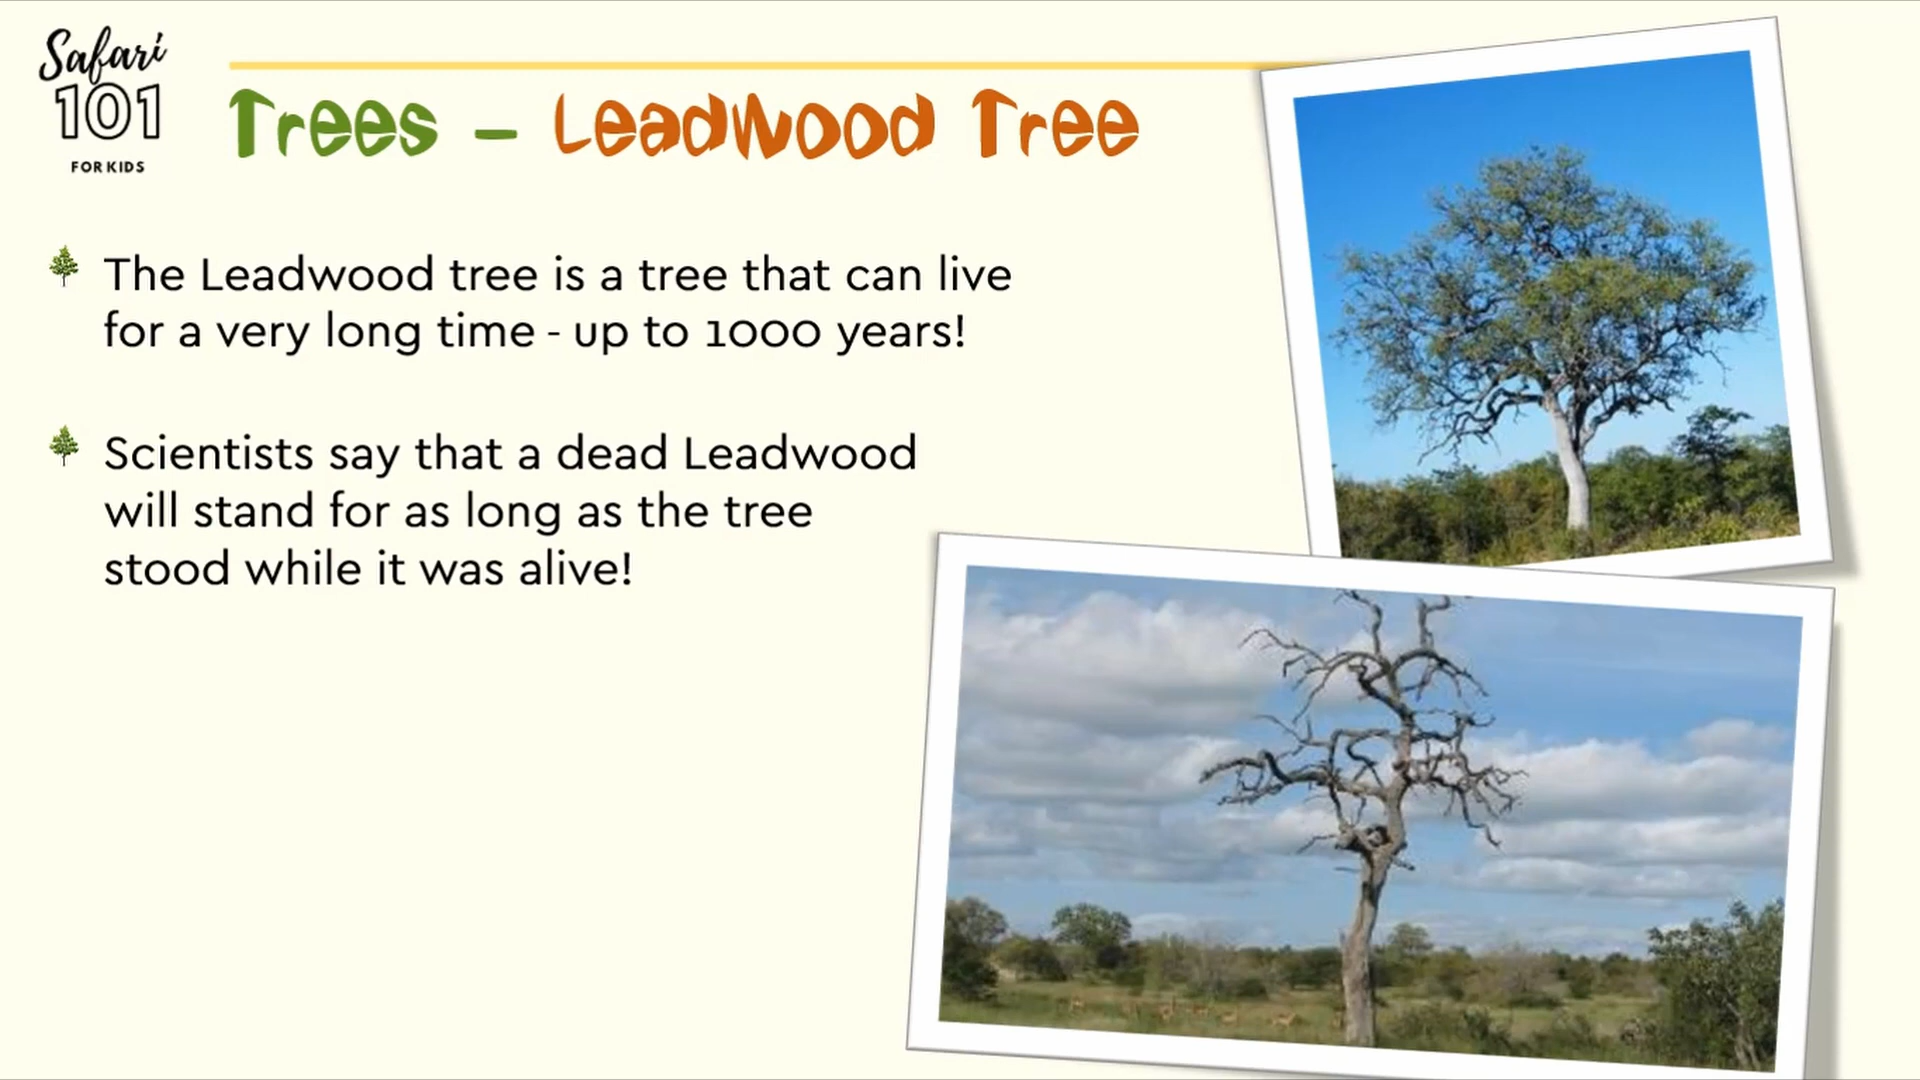 Safari
101
FOR KIDS
Trees - Leadwood Tree
The Leadwood tree is a tree that can live
for a very long time - up to 1000 years!
Scientists say that a dead Leadwood
will stand for as long as the tree
stood while it was alive!